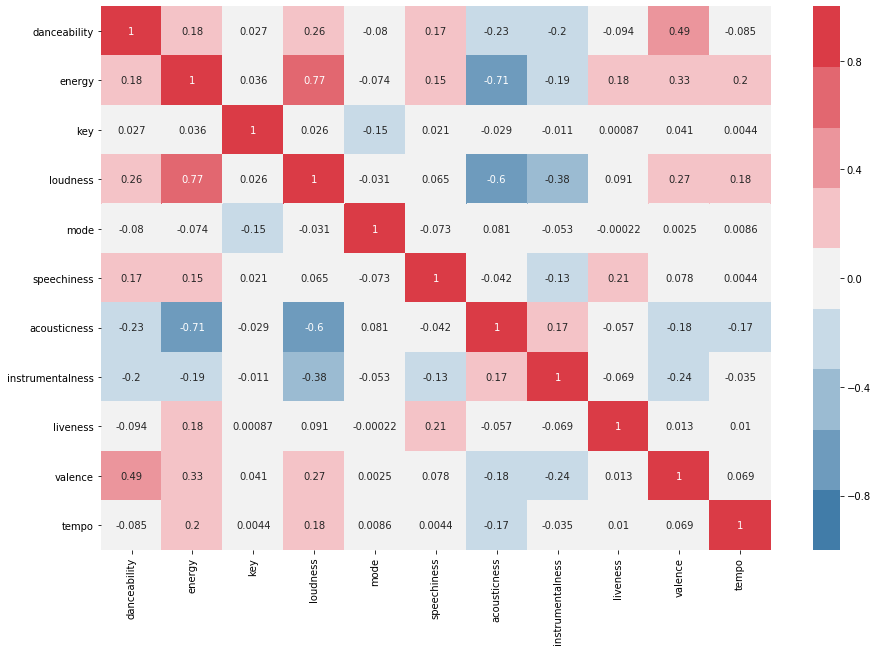 danceability 1 0.18 0.027 0.26 -0.08 0.17 -0.23 -0.2 -0.094 0.49 -0.085
energy 0.18 1 0.036 0.77 -0.074 0.15 -0.71 -0.19 0.18 0.33 0.2
key 0.027 0.036 1 0.026 -0.15 0.021 -0.029 -0.011 0.00087 0.041 0.0044
loudness 0.26 0.77 0.026 1 -0.031 0.065 -0.6 -0.38 0.091 0.27 0.18
mode -0.08 -0.074 -0.15 -0.031 1 -0.073 0.081 -0.053 -0.00022 0.0025 0.0086
speechiness 0.17 0.15 0.021 0.065 -0.073 1 -0.042 -0.13 0.21 0.078 0.0044
acousticness -0.23 -0.71 -0.029 -0.6 0.081 -0.042 1 0.17 -0.057 -0.18 -0.17
instrumentalness -0.2 -0.19 -0.011 -0.38 -0.053 -0.13 0.17 1 -0.069 -0.24 -0.035
liveness -0.094 0.18 0.00087 0.091 -0.00022 0.21 -0.057 -0.069 1 0.013 0.01
valence 0.49 0.33 0.041 0.27 0.0025 0.078 -0.18 -0.24 0.013 1 0.069
tempo -0.085 0.2 0.0044 0.18 0.0086 0.0044 -0.17 -0.035 0.01 0.069 1
danceability
energy
key
loudness
mode
speechiness
acousticness
instrumentalness
liveness
valence
tempo
0.8
0.4
0.0
−0.4
−0.8